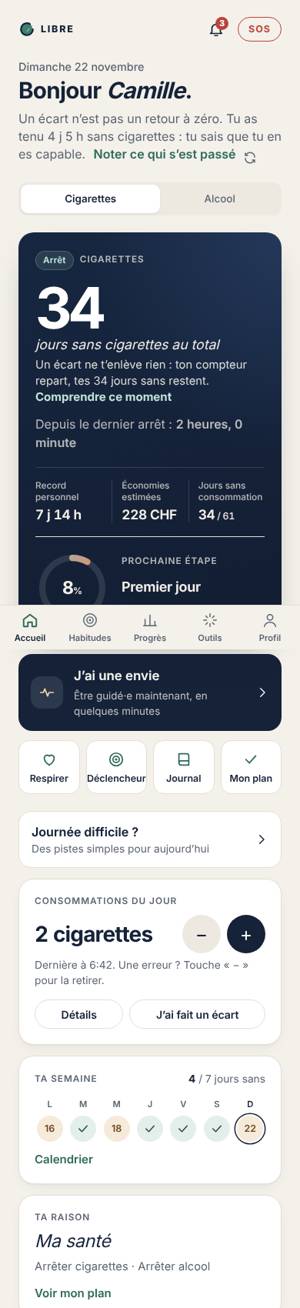 LIBRE
3
SOS
Dimanche 22 novembre
Bonjour Camille.
Un écart n'est pas un retour à zéro. Tu as
tenu 4 j 5 h sans cigarettes : tu sais que tu en
es capable. Noter ce qui s'est passé
Cigarettes
Alcool
Arrêt
CIGARETTES
34
jours sans cigarettes au total
Un écart ne t'enlève rien : ton compteur
repart, tes 34 jours sans restent.
Comprendre ce moment
Depuis le dernier arrêt : 2 heures, 0
minute
Record
personnel
7 j 14 h
Économies
estimées
228 CHF
Jours sans
consommation
34 / 61
8%
PROCHAINE ÉTAPE
Premier jour
Accueil
Habitudes
Progrès
Outils
Profil
J'ai une envie
Être guidé·e maintenant, en
quelques minutes
Respirer
Déclencheur
Journal
Mon plan
Journée difficile ?
Des pistes simples pour aujourd'hui
CONSOMMATIONS DU JOUR
2 cigarettes
−
+
Dernière à 6:42. Une erreur ? Touche « − »
pour la retirer.
Détails
J'ai fait un écart
TA SEMAINE
4 / 7 jours sans
L M M J V S D
16 18 22
Calendrier
TA RAISON
Ma santé
Arrêter cigarettes · Arrêter alcool
Voir mon plan